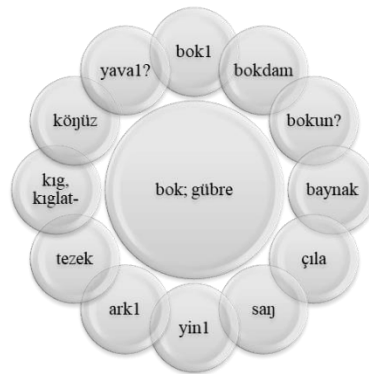 bok1
bokdam
bokun?
baynak
çıla
saŋ
yin1
ark1
tezek
kıg,
kıglat-
köŋüz
yava1?
bok; gübre